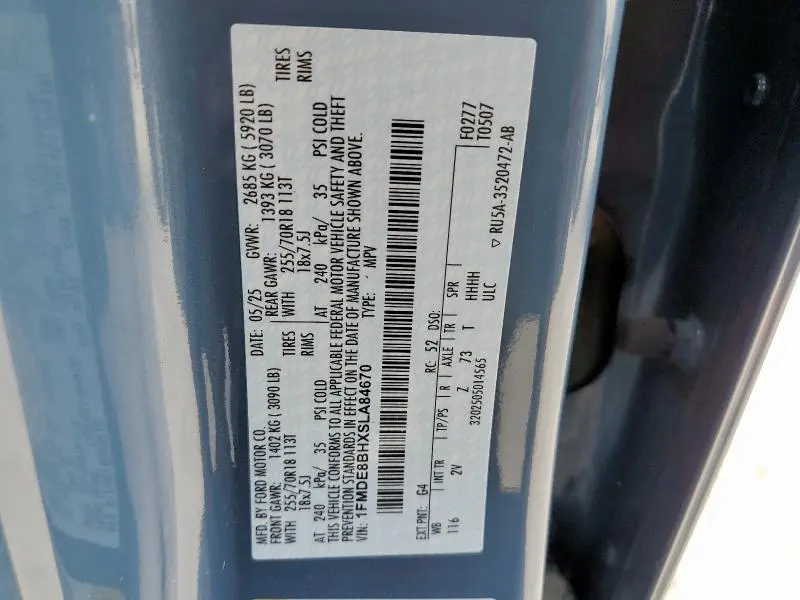 MFD. BY FORD MOTOR CO. DATE: 05/25 GVWR: 2685 KG ( 5920 LB)
FRONT GAWR: 1402 KG ( 3090 LB) REAR GAWR: 1393 KG ( 3070 LB)
WITH 255/70R18 113T TIRES WITH 255/70R18 113T TIRES
18x7.5J RIMS 18x7.5J RIMS
AT 240 kPa/ 35 PSI COLD AT 240 kPa/ 35 PSI COLD
THIS VEHICLE CONFORMS TO ALL APPLICABLE FEDERAL MOTOR VEHICLE SAFETY AND THEFT
PREVENTION STANDARDS IN EFFECT ON THE DATE OF MANUFACTURE SHOWN ABOVE.
VIN: 1FMDE8BHXSLA84670 TYPE: MPV
F0277
EXT PNT: G4 RC: 52 DSO: T0507
WB INT TR TP/PS R AXLE TR SPR
116 2V Z 73 T HHHH
ULC
3202505014565 ▽ RU5A-3520472-AB